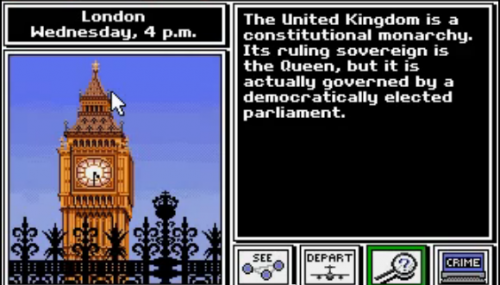 London
Wednesday, 4 p.m.
The United Kingdom is a
constitutional monarchy.
Its ruling sovereign is
the Queen, but it is
actually governed by a
democratically elected
parliament.
SEE
DEPART
?
CRIME